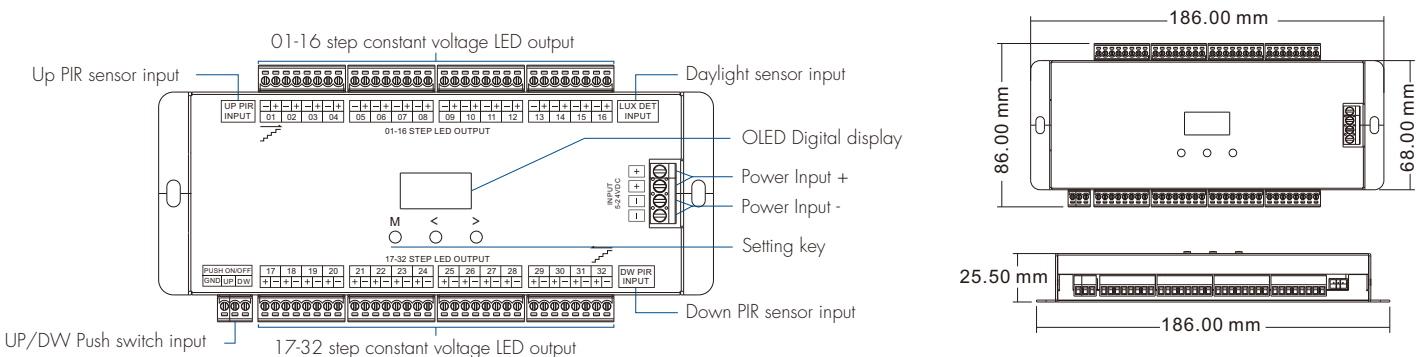 01-16 step constant voltage LED output
Up PIR sensor input
Daylight sensor input
UP PIR
INPUT
- + - + - + - +
01 02 03 04
- + - + - + - +
05 06 07 08
- + - + - + - +
09 10 11 12
- + - + - + - +
13 14 15 16
LUX DET
INPUT
01-16 STEP LED OUTPUT
OLED Digital display
+
+
-
-
INPUT
5-24VDC
Power Input +
Power Input -
M < >
Setting key
17-32 STEP LED OUTPUT
PUSH ON/OFF
GND UP DW
17 18 19 20
+ - + - + - + -
21 22 23 24
+ - + - + - + -
25 26 27 28
+ - + - + - + -
29 30 31 32
+ - + - + - + -
DW PIR
INPUT
Down PIR sensor input
UP/DW Push switch input
17-32 step constant voltage LED output
186.00 mm
86.00 mm
68.00 mm
25.50 mm
186.00 mm